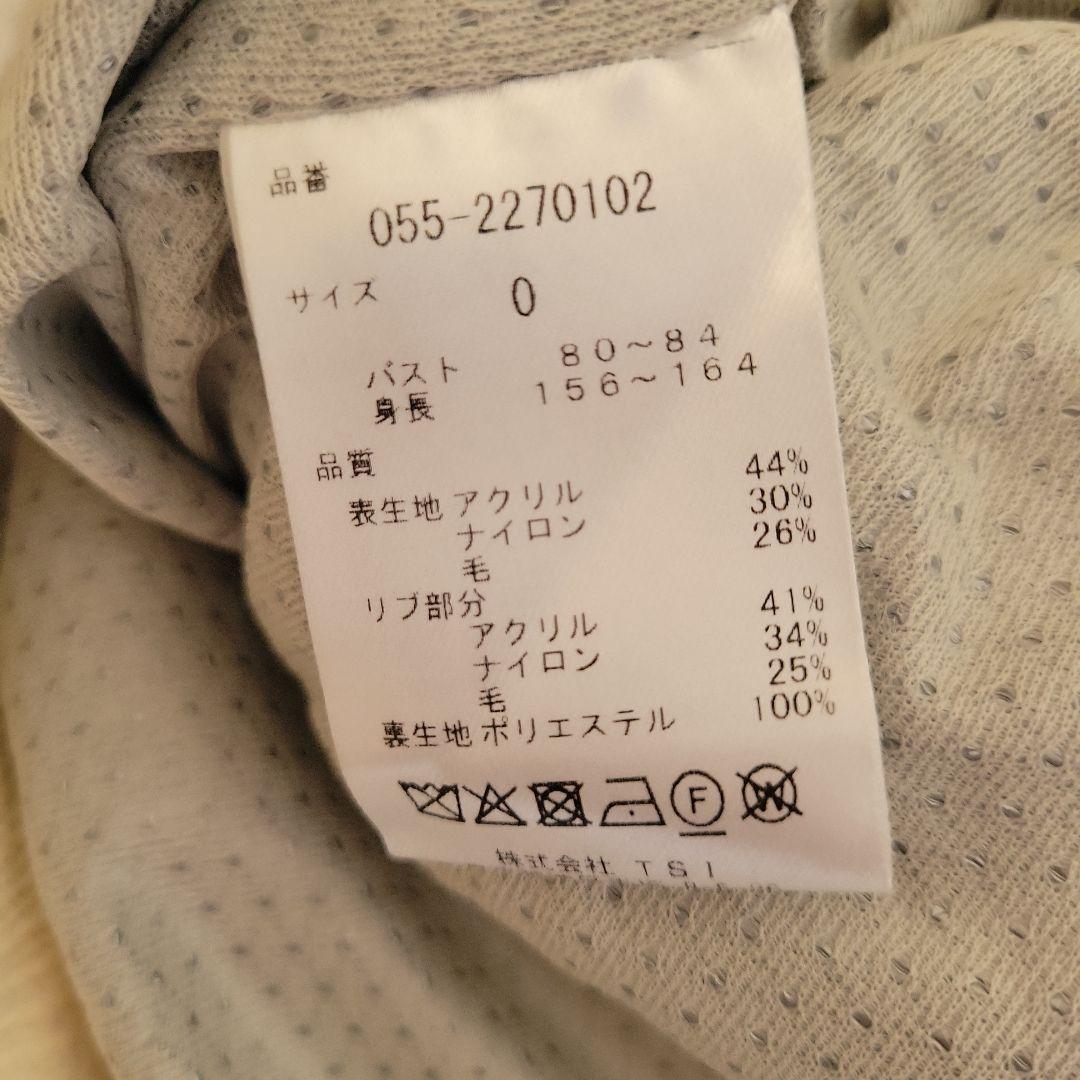 品番
055-2270102
サイズ 0
バスト 80～84
身長 156～164
品質
表生地 アクリル 44%
ナイロン 30%
毛 26%
リブ部分
アクリル 41%
ナイロン 34%
毛 25%
裏生地 ポリエステル 100%
F W
株式会社 TSI